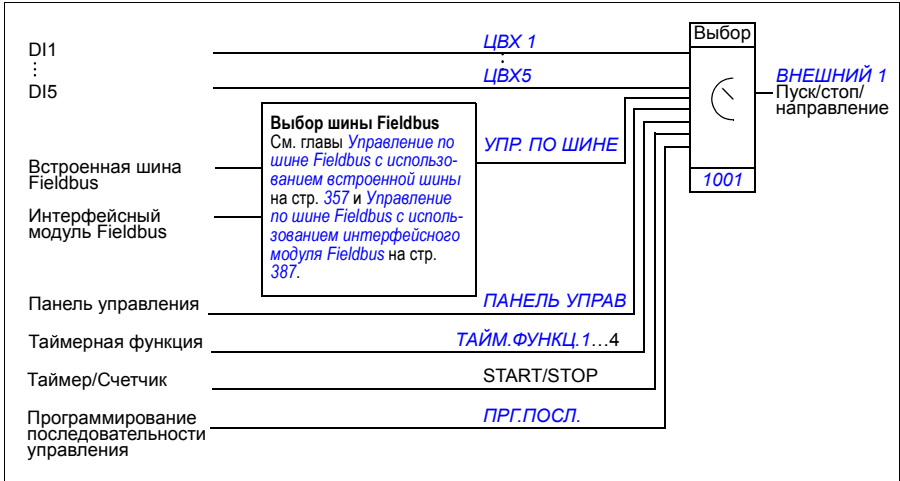 DI1
DI5
ЦВХ 1
ЦВХ5
Выбор
1001
ВНЕШНИЙ 1
Пуск/стоп/
направление
Встроенная шина
Fieldbus
Интерфейсный
модуль Fieldbus
Выбор шины Fieldbus
См. главы Управление по
шине Fieldbus с использо-
ванием встроенной шины
на стр. 357 и Управление
по шине Fieldbus с исполь-
зованием интерфейсного
модуля Fieldbus на стр.
387.
УПР. ПО ШИНЕ
Панель управления
ПАНЕЛЬ УПРАВ
Таймерная функция
ТАЙМ.ФУНКЦ.1…4
Таймер/Счетчик
START/STOP
Программирование
последовательности
управления
ПРГ.ПОСЛ.